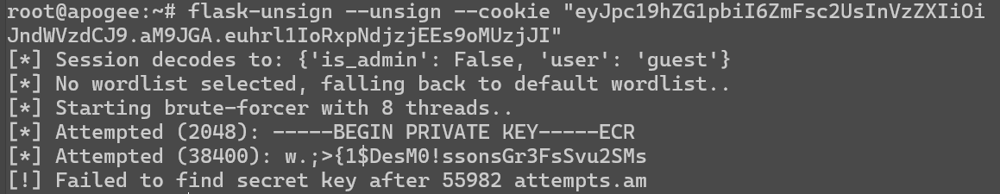 root@apogee:~# flask-unsign --unsign --cookie "eyJpc19hZG1pbiI6ZmFsc2UsInVzZXIiOi
JndWVzdCJ9.aM9JGA.euhrl1IoRxpNdjzjEEs9oMUzjJI"
[*] Session decodes to: {'is_admin': False, 'user': 'guest'}
[*] No wordlist selected, falling back to default wordlist..
[*] Starting brute-forcer with 8 threads..
[*] Attempted (2048): -----BEGIN PRIVATE KEY-----ECR
[*] Attempted (38400): w.;>{1$DesM0!ssonsGr3FsSvu2SMs
[!] Failed to find secret key after 55982 attempts.am